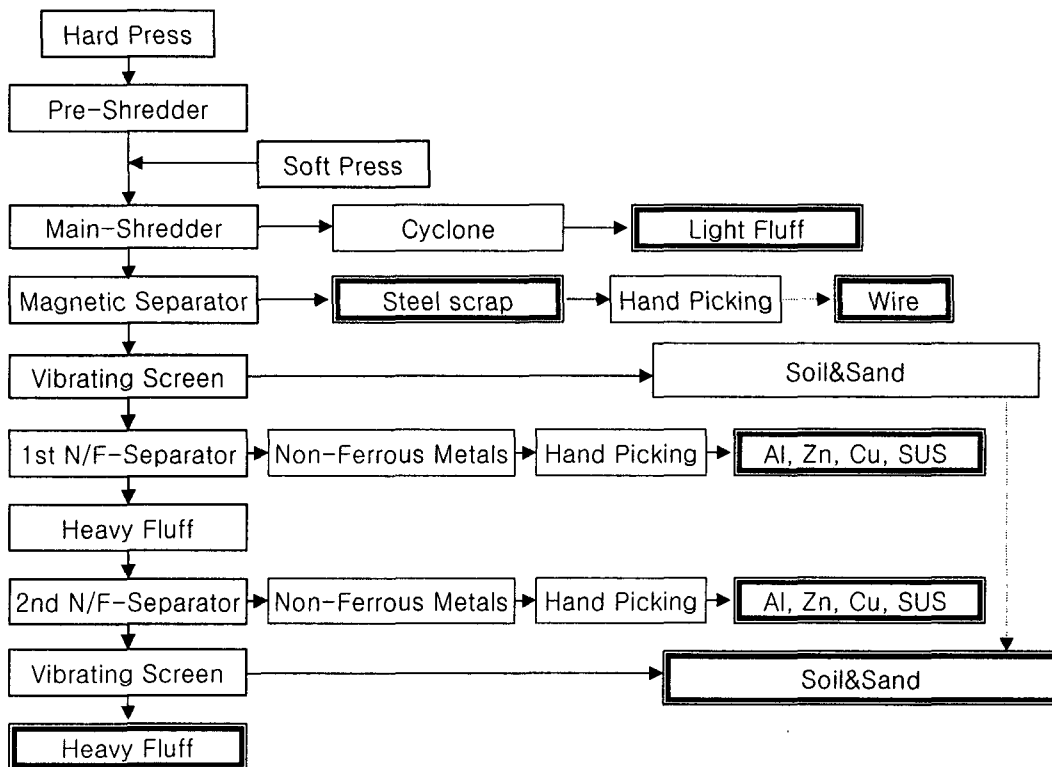 Hard Press
Pre-Shredder
Soft Press
Main-Shredder
Cyclone
Light Fluff
Magnetic Separator
Steel scrap
Hand Picking
Wire
Vibrating Screen
Soil&Sand
1st N/F-Separator
Non-Ferrous Metals
Hand Picking
Al, Zn, Cu, SUS
Heavy Fluff
2nd N/F-Separator
Non-Ferrous Metals
Hand Picking
Al, Zn, Cu, SUS
Vibrating Screen
Soil&Sand
Heavy Fluff